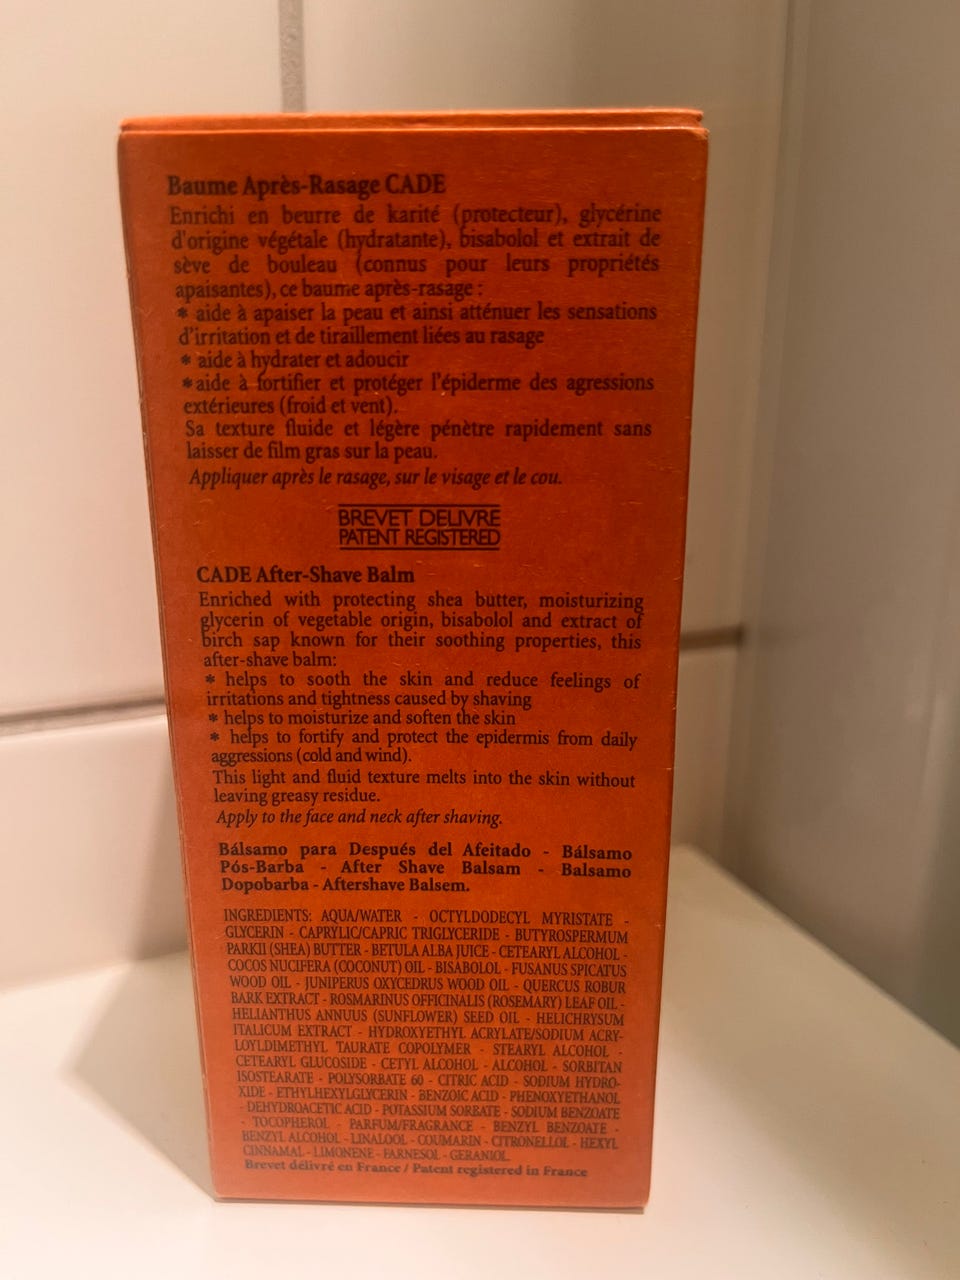 Baume Après-Rasage CADE
Enrichi en beurre de karité (protecteur), glycérine
d'origine végétale (hydratante), bisabolol et extrait de
sève de bouleau (connus pour leurs propriétés
apaisantes), ce baume après-rasage :
* aide à apaiser la peau et ainsi atténuer les sensations
d'irritation et de tiraillement liées au rasage
* aide à hydrater et adoucir
* aide à fortifier et protéger l'épiderme des agressions
extérieures (froid et vent).
Sa texture fluide et légère pénètre rapidement sans
laisser de film gras sur la peau.
Appliquer après le rasage, sur le visage et le cou.
BREVET DELIVRE
PATENT REGISTERED
CADE After-Shave Balm
Enriched with protecting shea butter, moisturizing
glycerin of vegetable origin, bisabolol and extract of
birch sap known for their soothing properties, this
after-shave balm:
* helps to sooth the skin and reduce feelings of
irritations and tightness caused by shaving
* helps to moisturize and soften the skin
* helps to fortify and protect the epidermis from daily
aggressions (cold and wind).
This light and fluid texture melts into the skin without
leaving greasy residue.
Apply to the face and neck after shaving.
Bálsamo para Después del Afeitado - Bálsamo
Pós-Barba - After Shave Balsam - Balsamo
Dopobarba - Aftershave Balsem.
INGREDIENTS: AQUA/WATER - OCTYLDODECYL MYRISTATE -
GLYCERIN - CAPRYLIC/CAPRIC TRIGLYCERIDE - BUTYROSPERMUM
PARKII (SHEA) BUTTER - BETULA ALBA JUICE - CETEARYL ALCOHOL -
COCOS NUCIFERA (COCONUT) OIL - BISABOLOL - FUSANUS SPICATUS
WOOD OIL - JUNIPERUS OXYCEDRUS WOOD OIL - QUERCUS ROBUR
BARK EXTRACT - ROSMARINUS OFFICINALIS (ROSEMARY) LEAF OIL -
HELIANTHUS ANNUUS (SUNFLOWER) SEED OIL - HELICHRYSUM
ITALICUM EXTRACT - HYDROXYETHYL ACRYLATE/SODIUM ACRY-
LOYLDIMETHYL TAURATE COPOLYMER - STEARYL ALCOHOL -
CETEARYL GLUCOSIDE - CETYL ALCOHOL - ALCOHOL - SORBITAN
ISOSTEARATE - POLYSORBATE 60 - CITRIC ACID - SODIUM HYDRO-
XIDE - ETHYLHEXYLGLYCERIN - BENZOIC ACID - PHENOXYETHANOL
- DEHYDROACETIC ACID - POTASSIUM SORBATE - SODIUM BENZOATE
- TOCOPHEROL - PARFUM/FRAGRANCE - BENZYL BENZOATE -
BENZYL ALCOHOL - LINALOOL - COUMARIN - CITRONELLOL - HEXYL
CINNAMAL - LIMONENE - FARNESOL - GERANIOL.
Brevet délivré en France / Patent registered in France